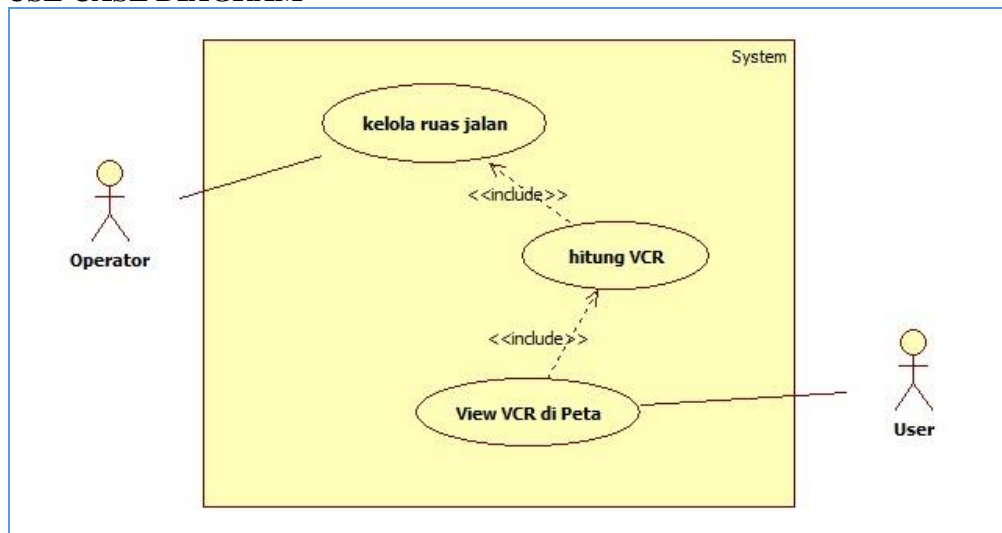 USE CASE DIAGRAM
System
kelola ruas jalan
<<include>>
Operator
hitung VCR
<<include>>
View VCR di Peta
User